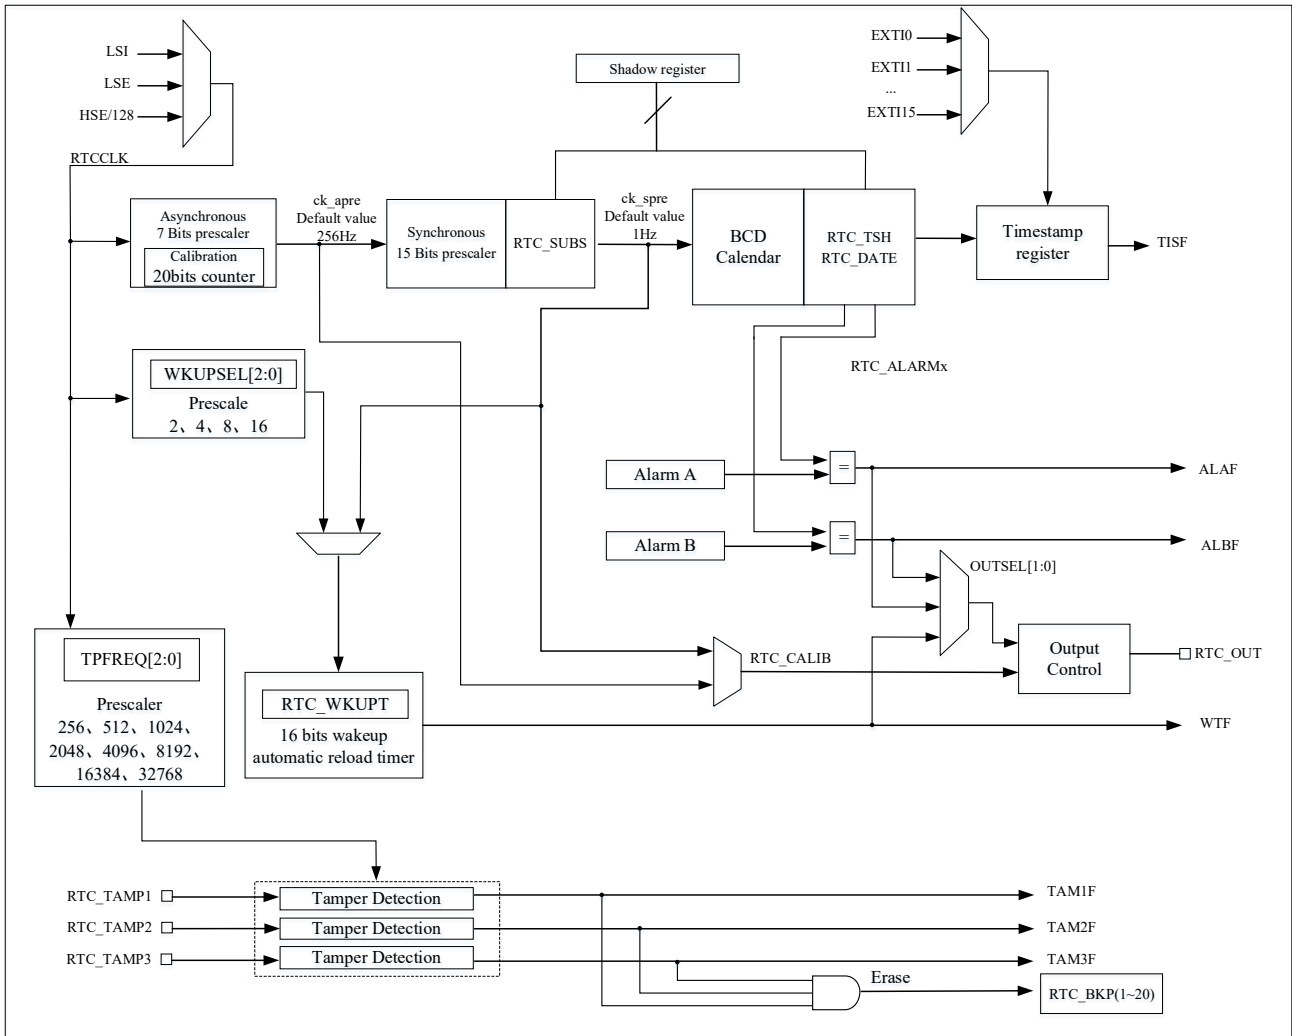 LSI
LSE
HSE/128
RTCCLK
Shadow register
EXTI0
EXTI1
...
EXTI15
Asynchronous
7 Bits prescaler
Calibration
20bits counter
ck_apre
Default value
256Hz
Synchronous
15 Bits prescaler
RTC_SUBS
ck_spre
Default value
1Hz
BCD
Calendar
RTC_TSH
RTC_DATE
Timestamp
register
TISF
WKUPSEL[2:0]
Prescale
2、4、8、16
RTC_ALARMx
Alarm A
=
ALAF
Alarm B
=
ALBF
OUTSEL[1:0]
TPFREQ[2:0]
Prescaler
256、512、1024、
2048、4096、8192、
16384、32768
RTC_WKUPT
16 bits wakeup
automatic reload timer
RTC_CALIB
Output
Control
RTC_OUT
WTF
RTC_TAMP1
Tamper Detection
TAM1F
RTC_TAMP2
Tamper Detection
TAM2F
RTC_TAMP3
Tamper Detection
TAM3F
Erase
RTC_BKP(1~20)